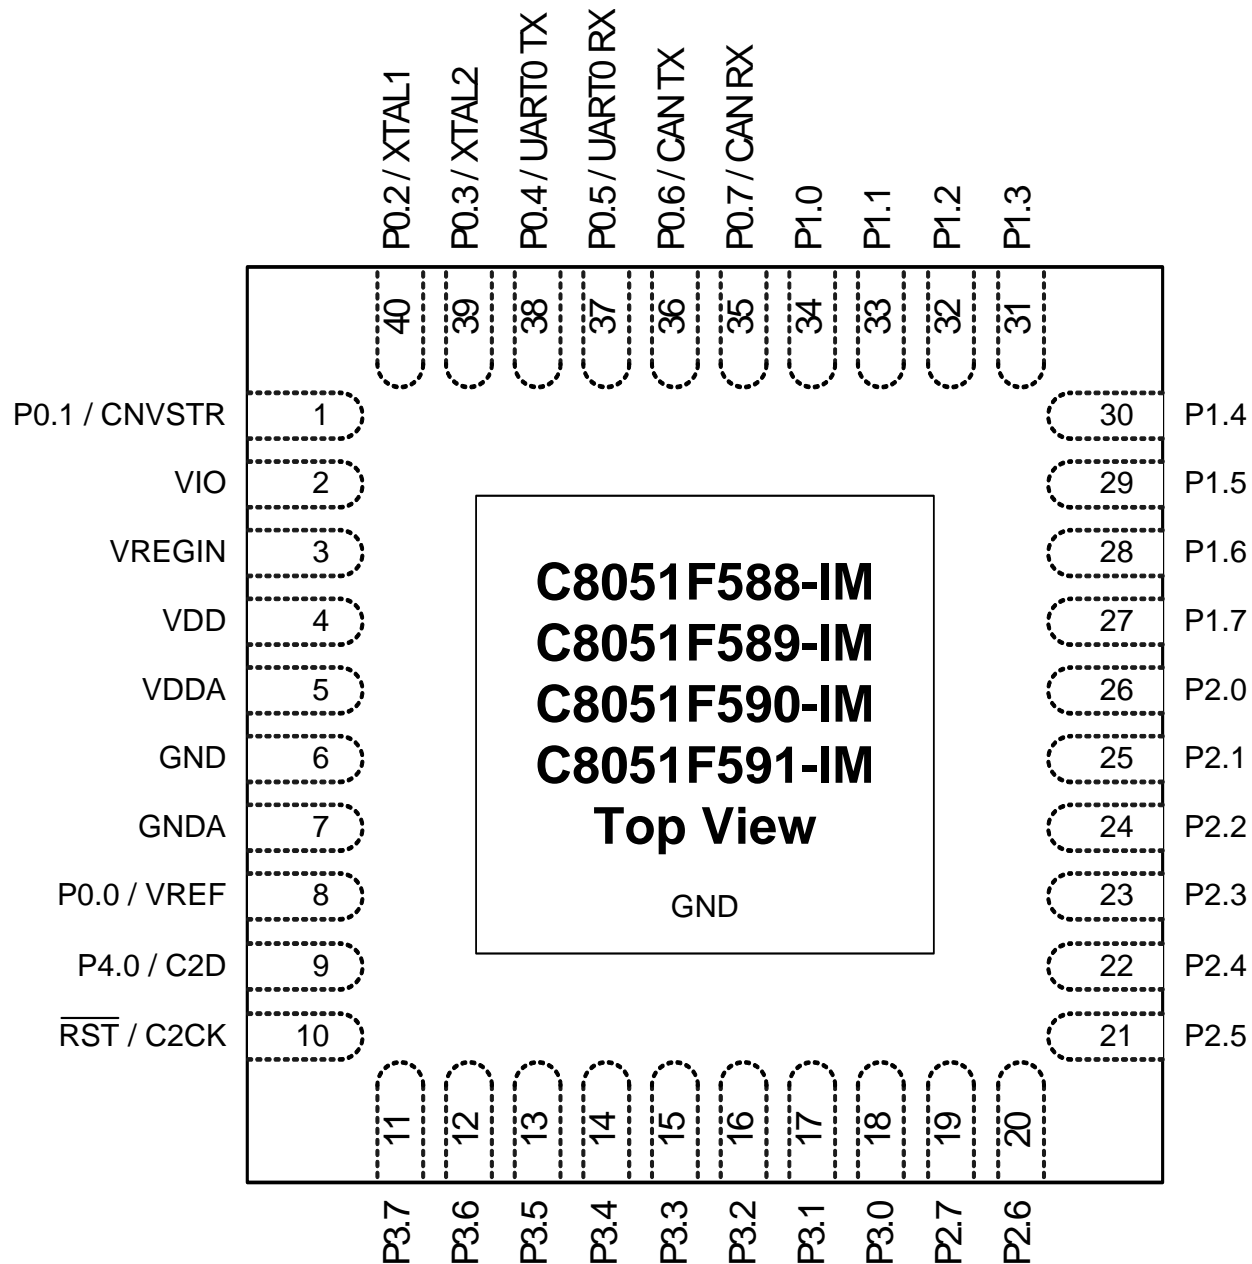 P0.2 / XTAL1
P0.3 / XTAL2
P0.4 / UART0 TX
P0.5 / UART0 RX
P0.6 / CAN TX
P0.7 / CAN RX
P1.0
P1.1
P1.2
P1.3
40
39
38
37
36
35
34
33
32
31
P0.1 / CNVSTR 1
VIO 2
VREGIN 3
VDD 4
VDDA 5
GND 6
GNDA 7
P0.0 / VREF 8
P4.0 / C2D 9
RST / C2CK 10
C8051F588-IM
C8051F589-IM
C8051F590-IM
C8051F591-IM
Top View
GND
30 P1.4
29 P1.5
28 P1.6
27 P1.7
26 P2.0
25 P2.1
24 P2.2
23 P2.3
22 P2.4
21 P2.5
11
12
13
14
15
16
17
18
19
20
P3.7
P3.6
P3.5
P3.4
P3.3
P3.2
P3.1
P3.0
P2.7
P2.6